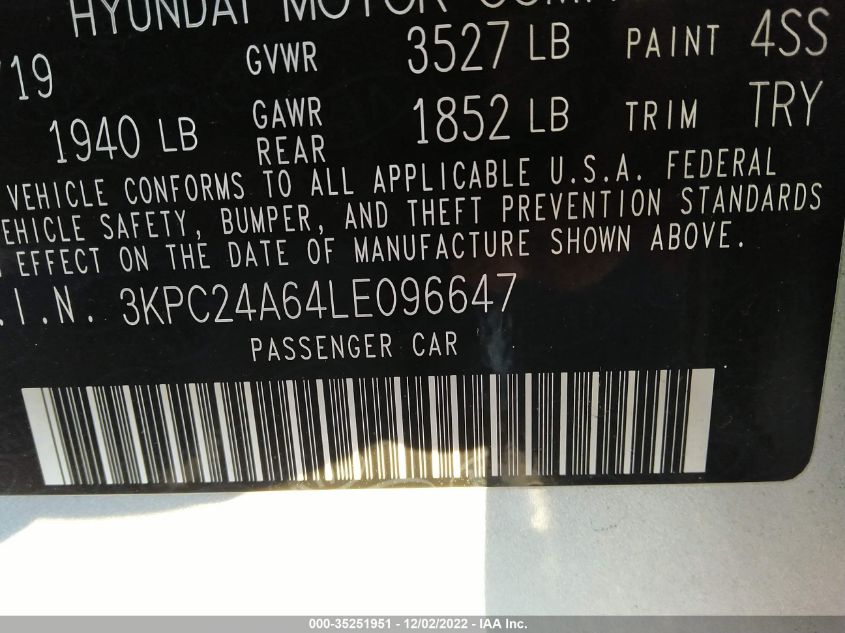 HYUNDAI MOTOR
/19 GVWR 3527 LB PAINT 4SS
1940 LB GAWR REAR 1852 LB TRIM TRY
VEHICLE CONFORMS TO ALL APPLICABLE U.S.A. FEDERAL
EHICLE SAFETY, BUMPER, AND THEFT PREVENTION STANDARDS
EFFECT ON THE DATE OF MANUFACTURE SHOWN ABOVE.
.I.N. 3KPC24A64LE096647
PASSENGER CAR
000-35251951 - 12/02/2022 - IAA Inc.